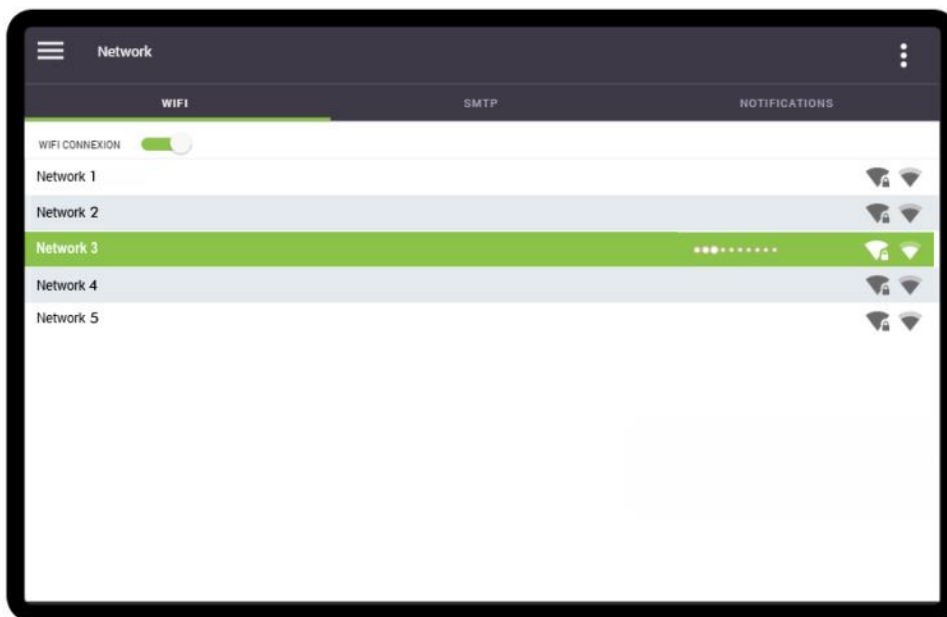 Network
WIFI SMTP NOTIFICATIONS
WIFI CONNEXION
Network 1
Network 2
Network 3
Network 4
Network 5